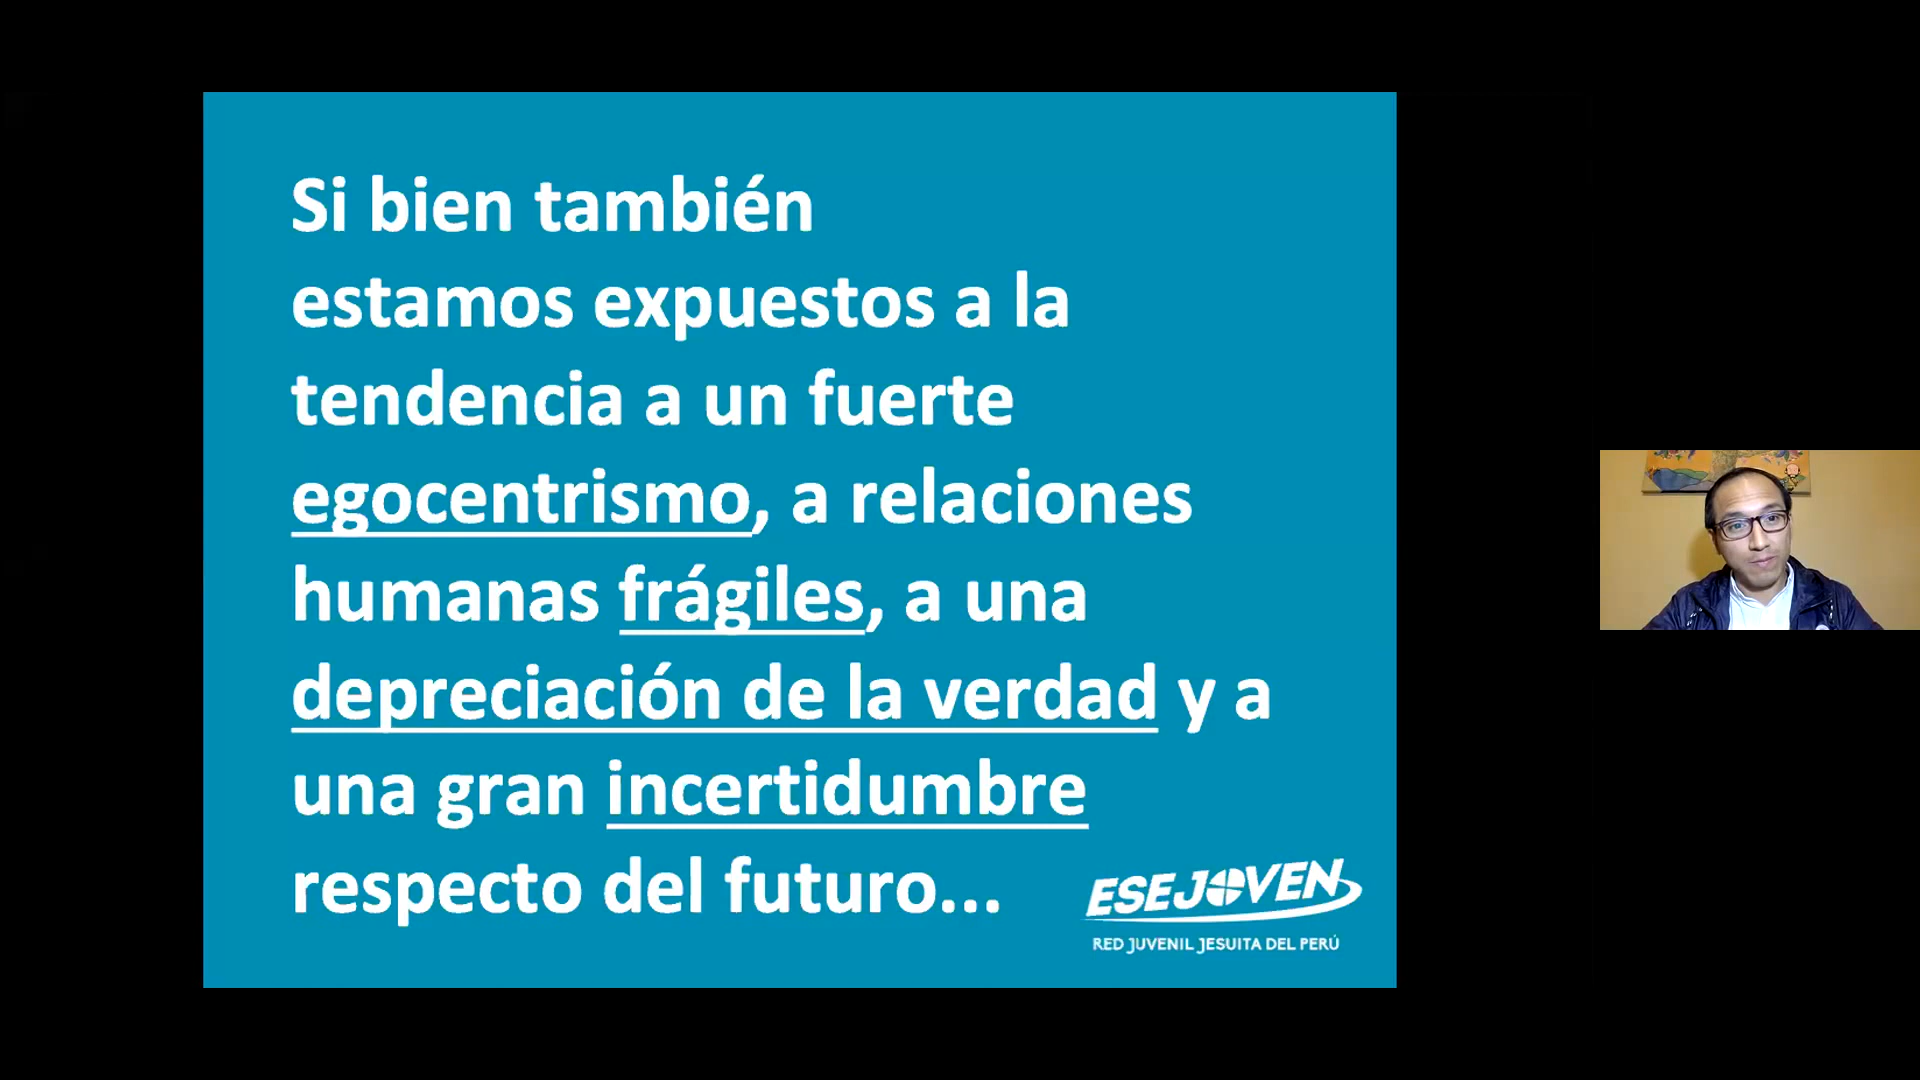 Si bien también
estamos expuestos a la
tendencia a un fuerte
egocentrismo, a relaciones
humanas frágiles, a una
depreciación de la verdad y a
una gran incertidumbre
respecto del futuro...
ESEJOVEN
RED JUVENIL JESUITA DEL PERÚ